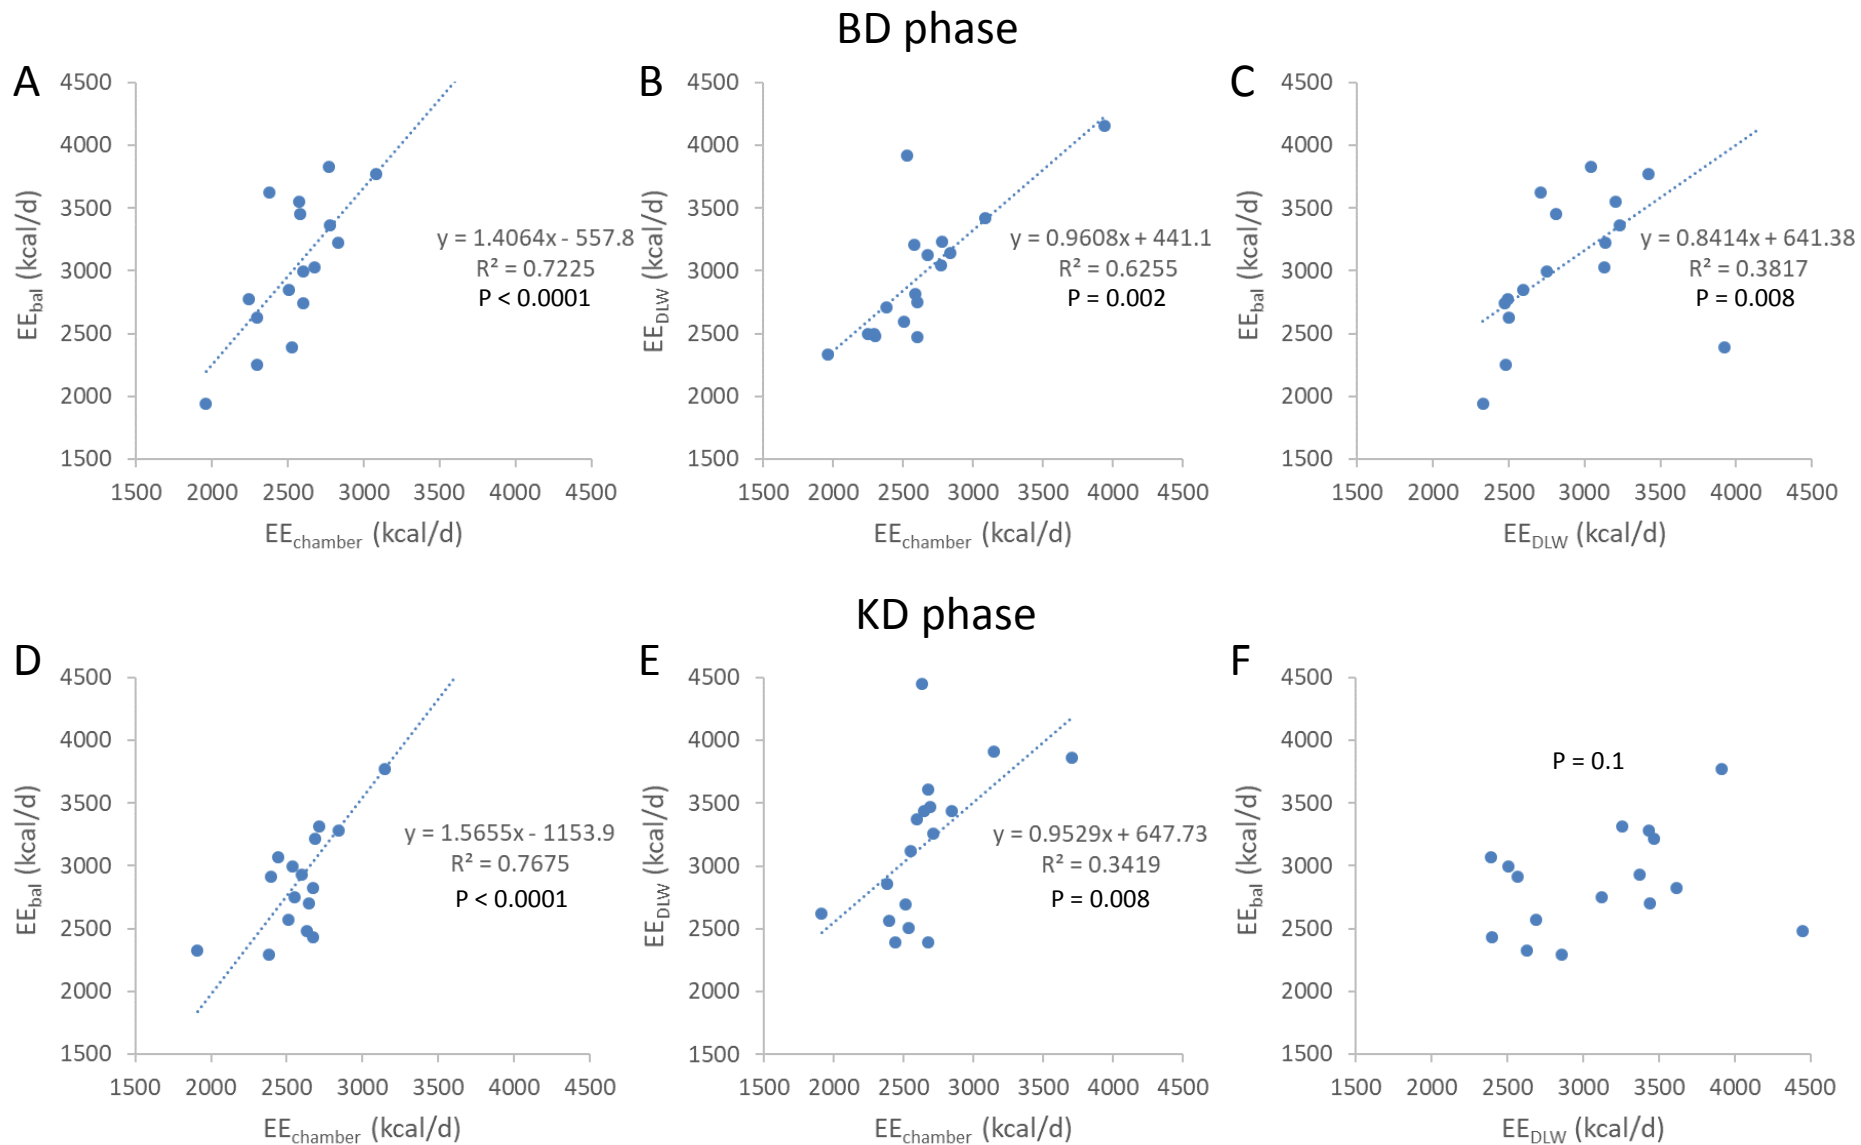 BD phase
A
4500
4000
3500
3000
2500
2000
1500
1500 2000 2500 3000 3500 4000 4500
EEbal (kcal/d)
EEchamber (kcal/d)
y = 1.4064x - 557.8
R² = 0.7225
P < 0.0001
B
4500
4000
3500
3000
2500
2000
1500
1500 2000 2500 3000 3500 4000 4500
EEDLW (kcal/d)
EEchamber (kcal/d)
y = 0.9608x + 441.1
R² = 0.6255
P = 0.002
C
4500
4000
3500
3000
2500
2000
1500
1500 2000 2500 3000 3500 4000 4500
EEbal (kcal/d)
EEDLW (kcal/d)
y = 0.8414x + 641.38
R² = 0.3817
P = 0.008
KD phase
D
4500
4000
3500
3000
2500
2000
1500
1500 2000 2500 3000 3500 4000 4500
EEbal (kcal/d)
EEchamber (kcal/d)
y = 1.5655x - 1153.9
R² = 0.7675
P < 0.0001
E
4500
4000
3500
3000
2500
2000
1500
1500 2000 2500 3000 3500 4000 4500
EEDLW (kcal/d)
EEchamber (kcal/d)
y = 0.9529x + 647.73
R² = 0.3419
P = 0.008
F
4500
4000
3500
3000
2500
2000
1500
1500 2000 2500 3000 3500 4000 4500
EEbal (kcal/d)
EEDLW (kcal/d)
P = 0.1